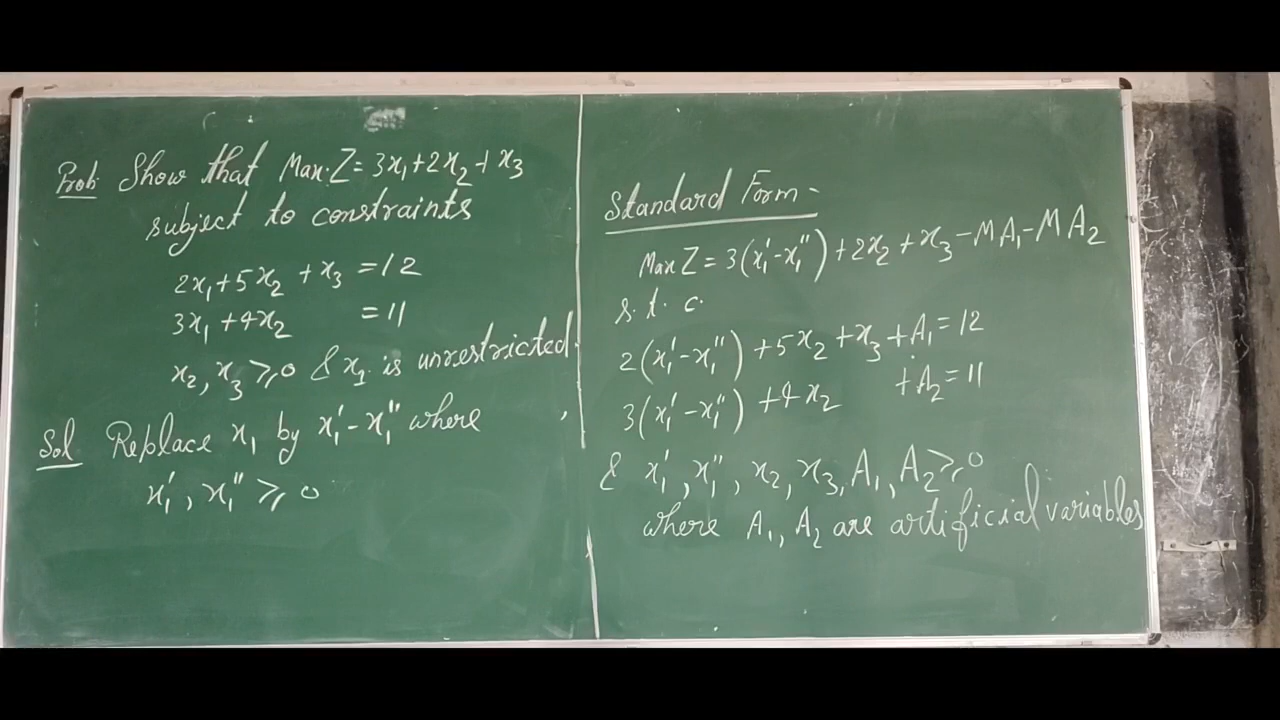 Prob. Show that Max. Z = 3x₁ + 2x₂ + x₃
subject to constraints
2x₁ + 5x₂ + x₃ = 12
3x₁ + 4x₂ = 11
x₂, x₃ ≥ 0 & x₁ is unrestricted.
Sol Replace x₁ by x₁' - x₁'' where
x₁', x₁'' ≥ 0
Standard Form -
Max Z = 3(x₁' - x₁'') + 2x₂ + x₃ - MA₁ - MA₂
s. t. c.
2(x₁' - x₁'') + 5x₂ + x₃ + A₁ = 12
3(x₁' - x₁'') + 4x₂ + A₂ = 11
& x₁', x₁'', x₂, x₃, A₁, A₂ ≥ 0
where A₁, A₂ are artificial variables